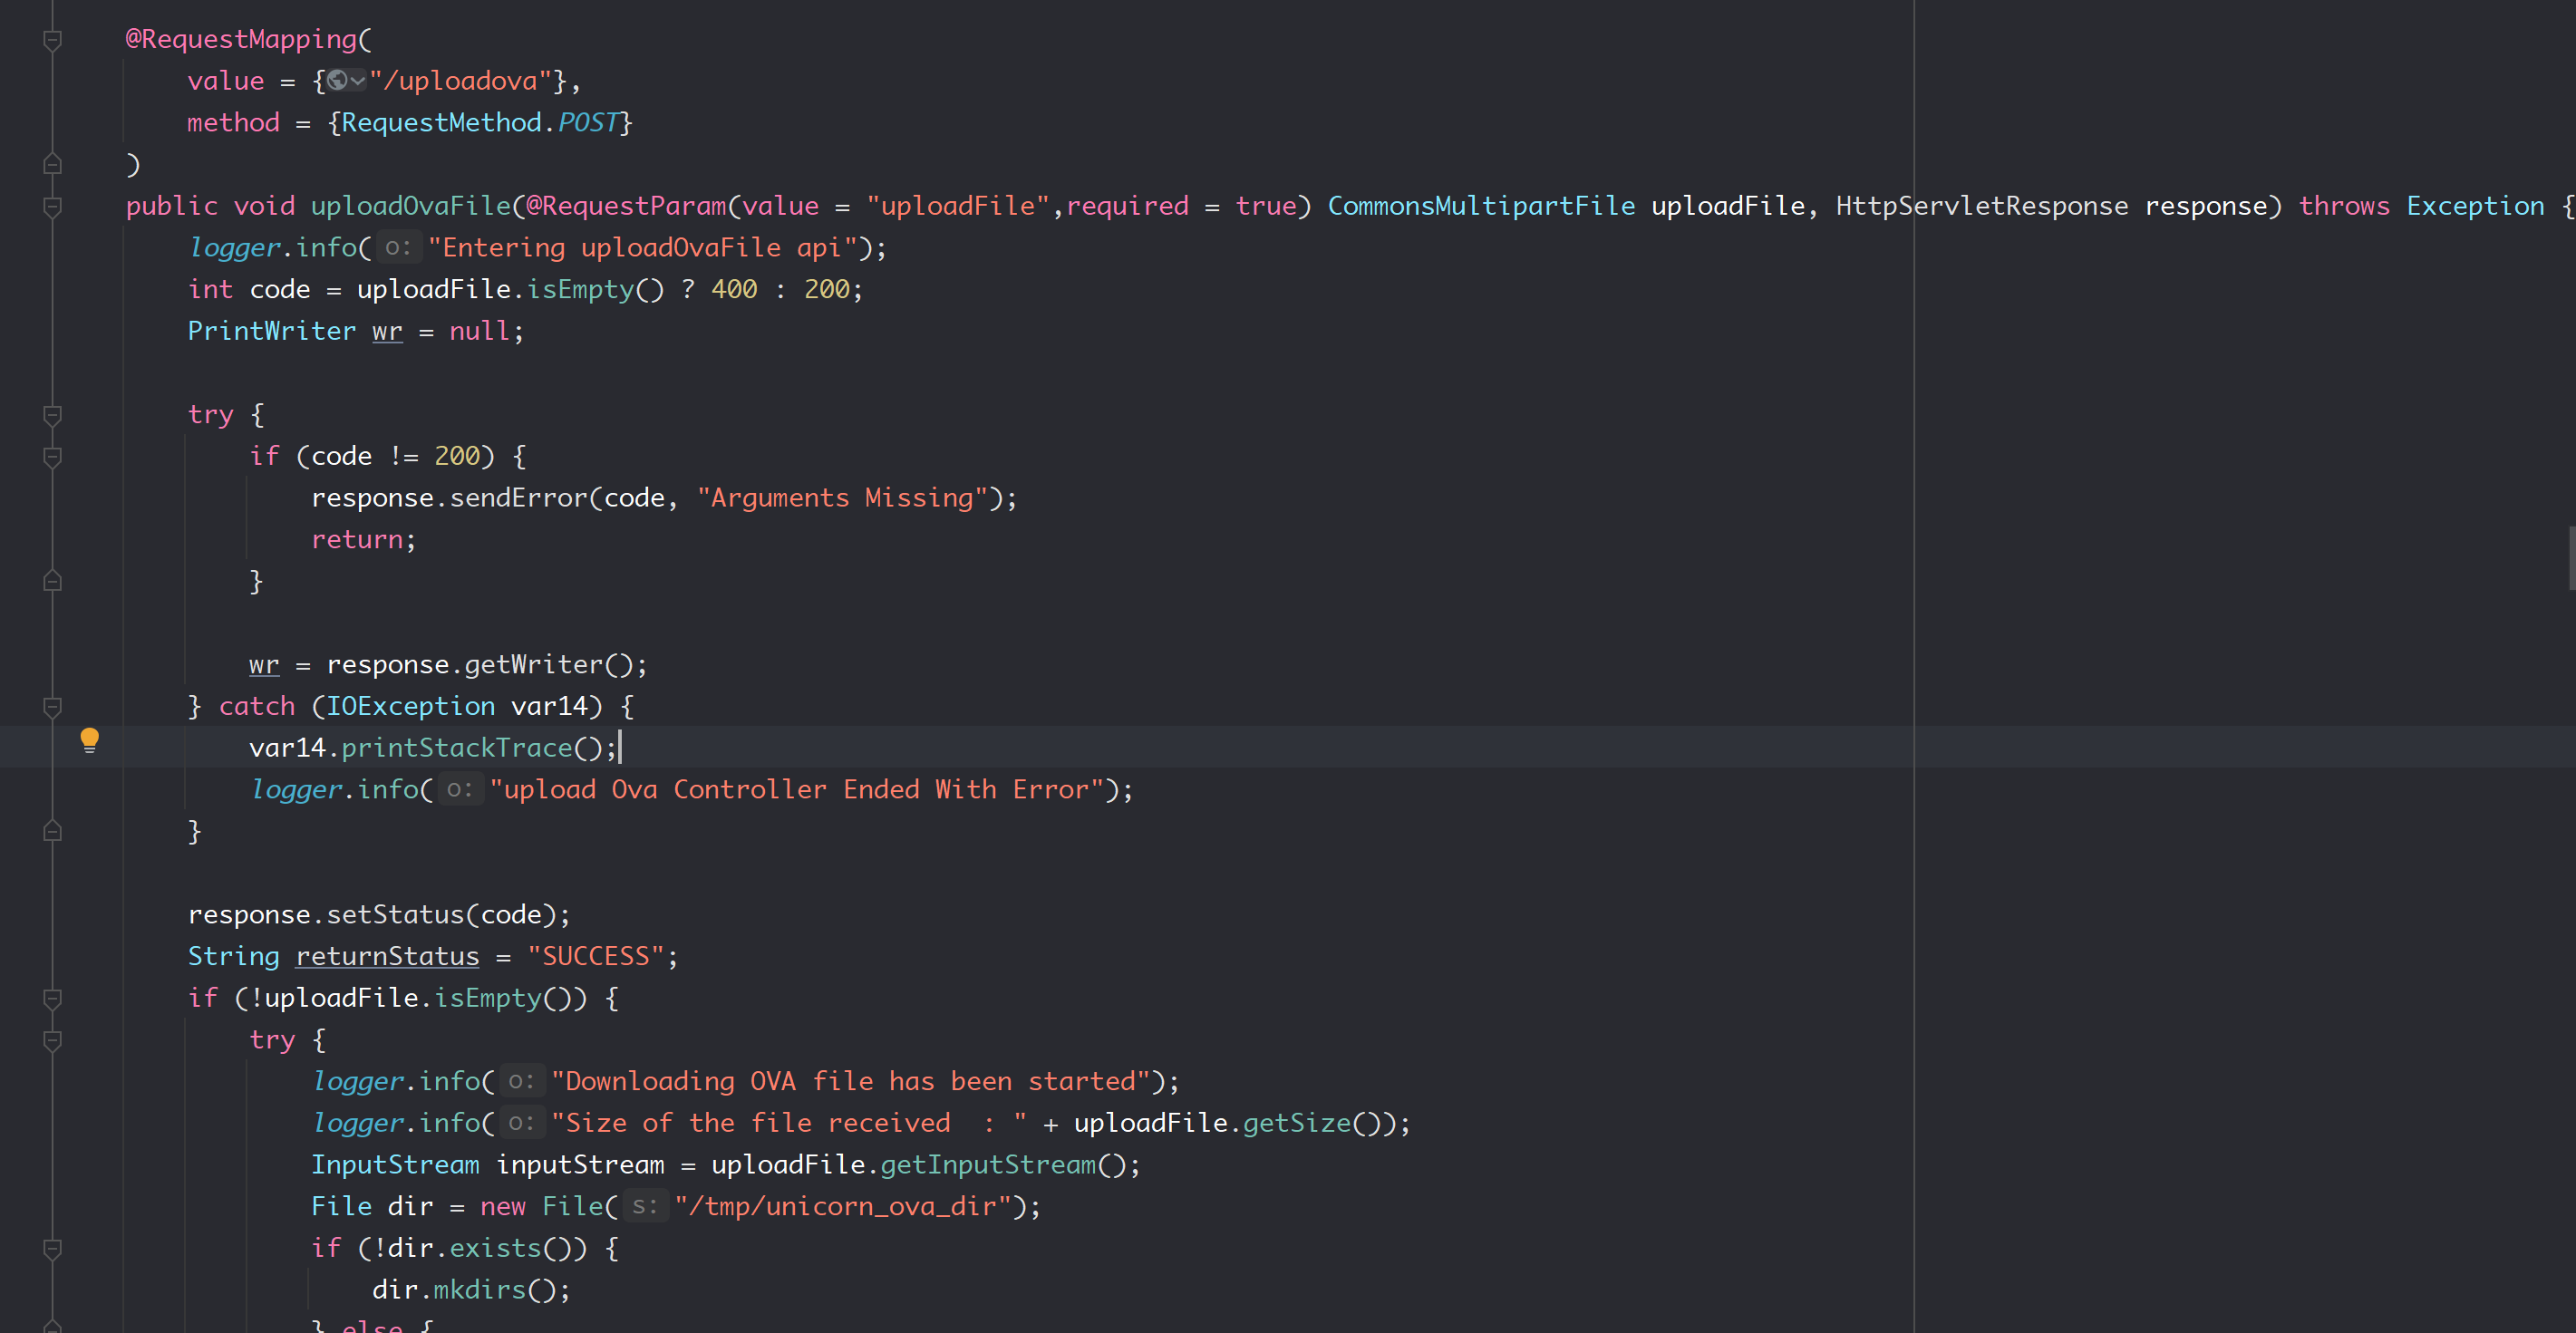 @RequestMapping(
value = {"/uploadova"},
method = {RequestMethod.POST}
)
public void uploadOvaFile(@RequestParam(value = "uploadFile",required = true) CommonsMultipartFile uploadFile, HttpServletResponse response) throws Exception {
logger.info( o: "Entering uploadOvaFile api");
int code = uploadFile.isEmpty() ? 400 : 200;
PrintWriter wr = null;
try {
if (code != 200) {
response.sendError(code, "Arguments Missing");
return;
}
wr = response.getWriter();
} catch (IOException var14) {
var14.printStackTrace();
logger.info( o: "upload Ova Controller Ended With Error");
}
response.setStatus(code);
String returnStatus = "SUCCESS";
if (!uploadFile.isEmpty()) {
try {
logger.info( o: "Downloading OVA file has been started");
logger.info( o: "Size of the file received  : " + uploadFile.getSize());
InputStream inputStream = uploadFile.getInputStream();
File dir = new File( s: "/tmp/unicorn_ova_dir");
if (!dir.exists()) {
dir.mkdirs();
} else {